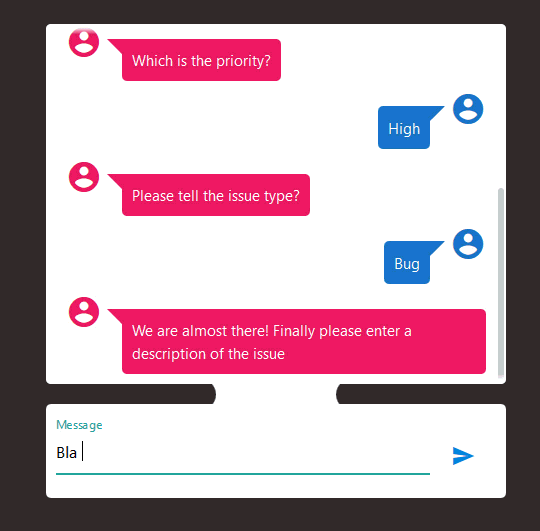 Which is the priority?
High
Please tell the issue type?
Bug
We are almost there! Finally please enter a
description of the issue
Message
Bla